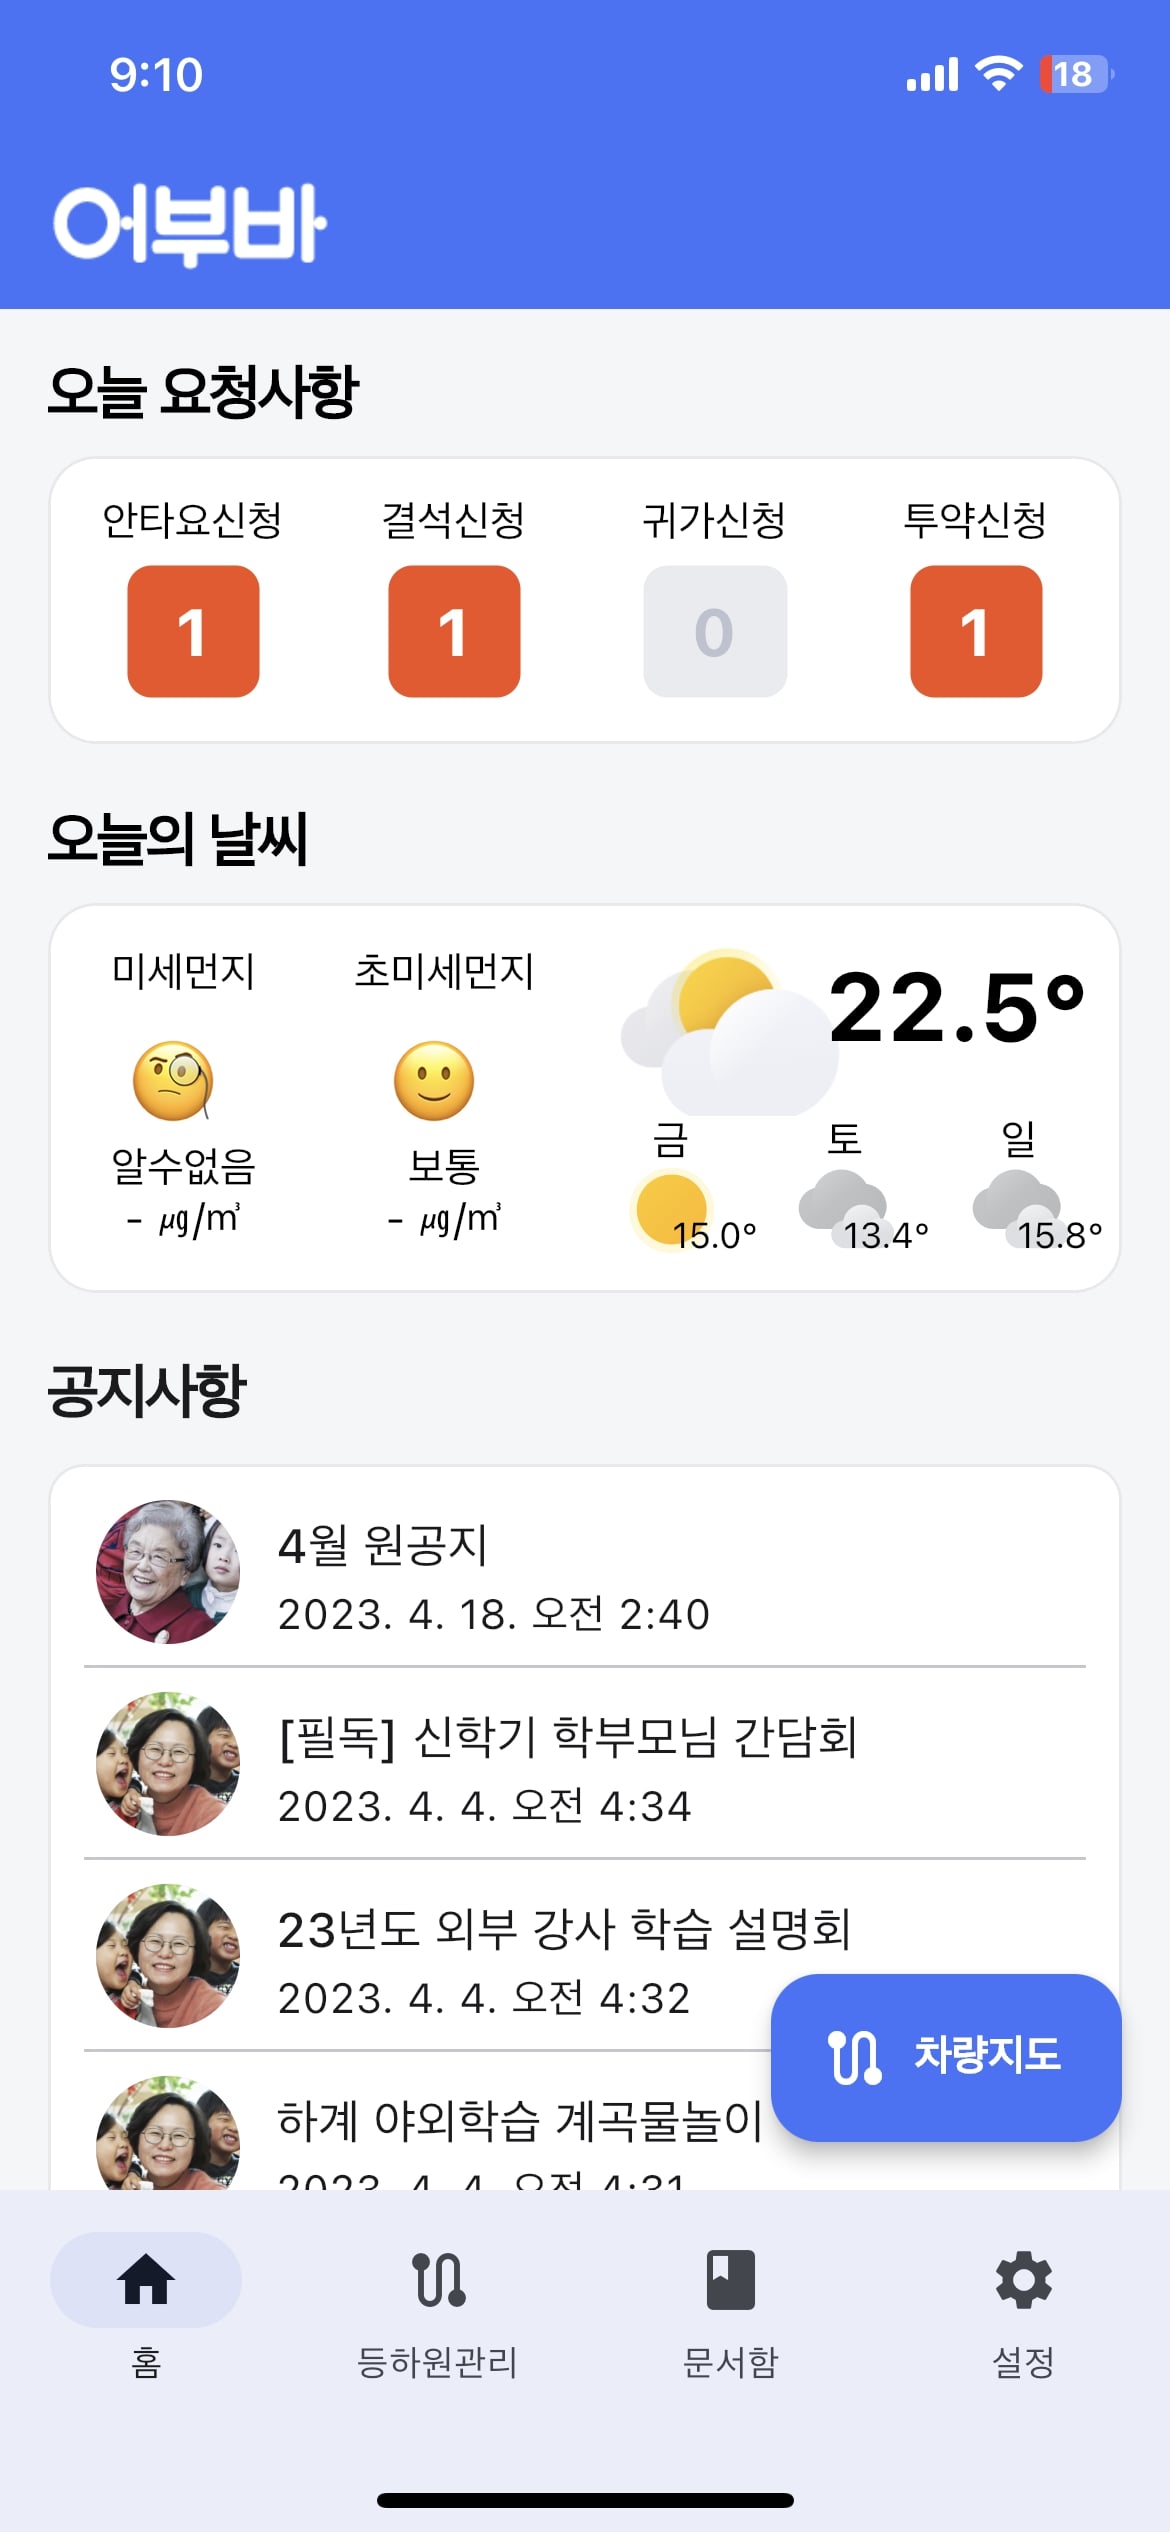 9:10
18
어부바
오늘 요청사항
안타요신청 결석신청 귀가신청 투약신청
1 1 0 1
오늘의 날씨
미세먼지 초미세먼지
22.5°
알수없음 보통
- ㎍/㎥ - ㎍/㎥
금 토 일
15.0° 13.4° 15.8°
공지사항
4월 원공지
2023. 4. 18. 오전 2:40
[필독] 신학기 학부모님 간담회
2023. 4. 4. 오전 4:34
23년도 외부 강사 학습 설명회
2023. 4. 4. 오전 4:32
차량지도
하계 야외학습 계곡물놀이
2023. 4. 4. 오전 4:31
홈 등하원관리 문서함 설정